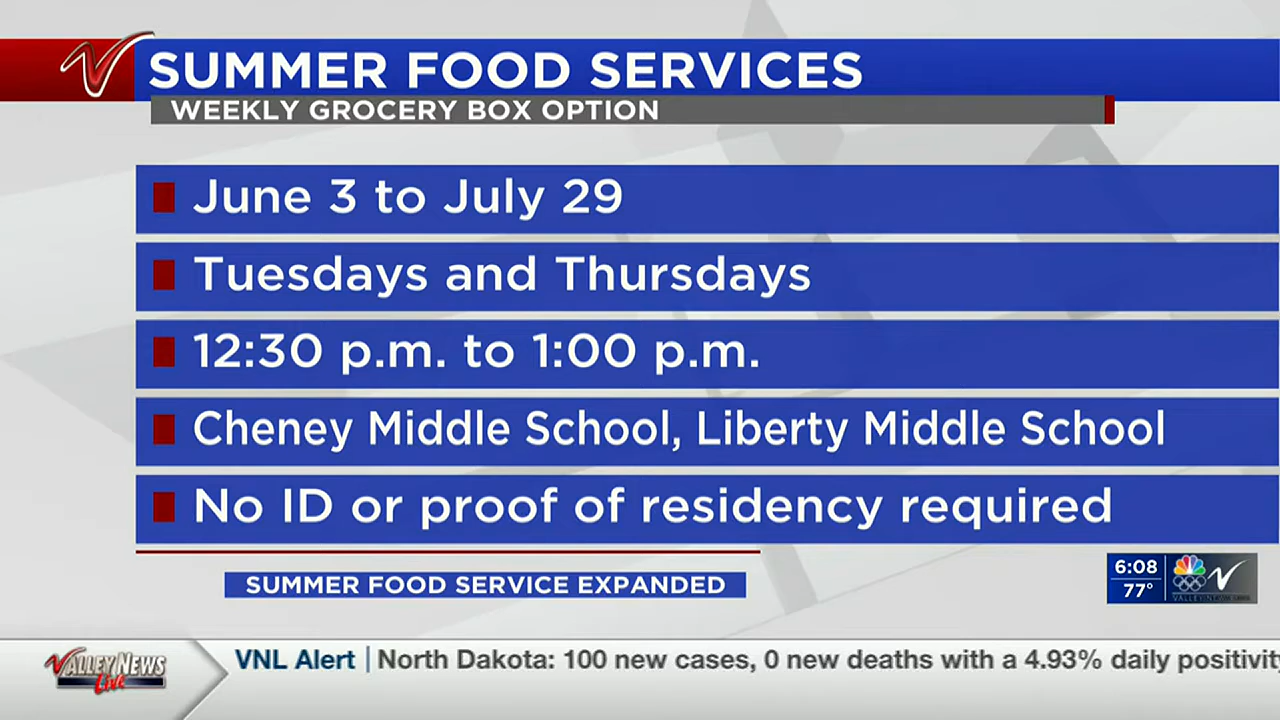 SUMMER FOOD SERVICES
WEEKLY GROCERY BOX OPTION
June 3 to July 29
Tuesdays and Thursdays
12:30 p.m. to 1:00 p.m.
Cheney Middle School, Liberty Middle School
No ID or proof of residency required
SUMMER FOOD SERVICE EXPANDED
6:08
77°
VALLEY NEWS
Live
VNL Alert | North Dakota: 100 new cases, 0 new deaths with a 4.93% daily positivity